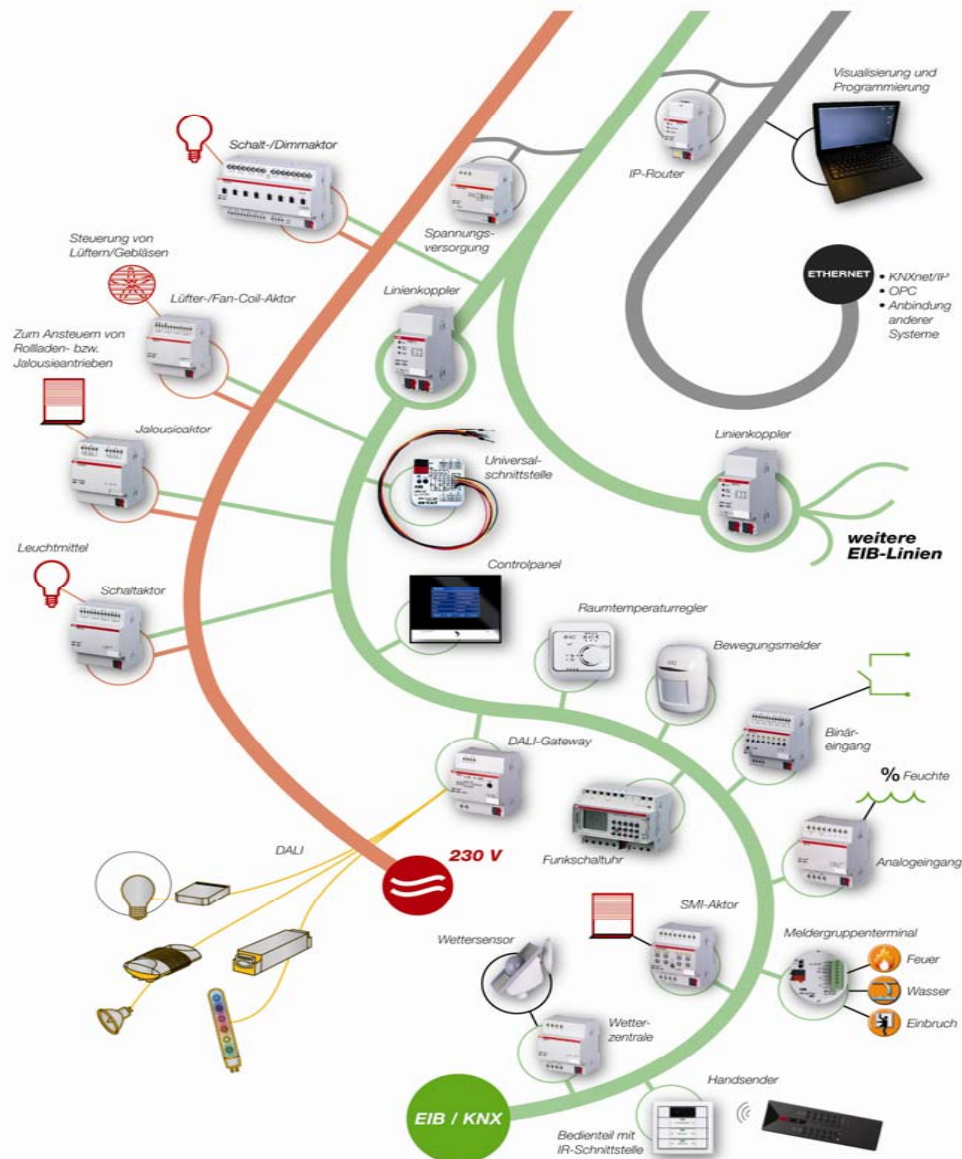 Visualisierung und
Programmierung
Schalt-/Dimmaktor
IP-Router
Spannungs-
versorgung
Steuerung von
Lüftern/Gebläsen
ETHERNET
• KNXnet/IP
• OPC
• Anbindung
anderer
Systeme
Lüfter-/Fan-Coil-Aktor
Linienkoppler
Zum Ansteuern von
Rollladen- bzw.
Jalousieantrieben
Jalousieaktor
Universal-
schnittstelle
Linienkoppler
weitere
EIB-Linien
Leuchtmittel
Schaltaktor
Controlpanel
Raumtemperaturregler
Bewegungsmelder
Binär-
eingang
DALI-Gateway
% Feuchte
Funkschaltuhr
Analogeingang
DALI
230 V
SMI-Aktor
Meldergruppenterminal
Feuer
Wasser
Einbruch
Wettersensor
Wetter-
zentrale
EIB / KNX
Handsender
Bedienteil mit
IR-Schnittstelle